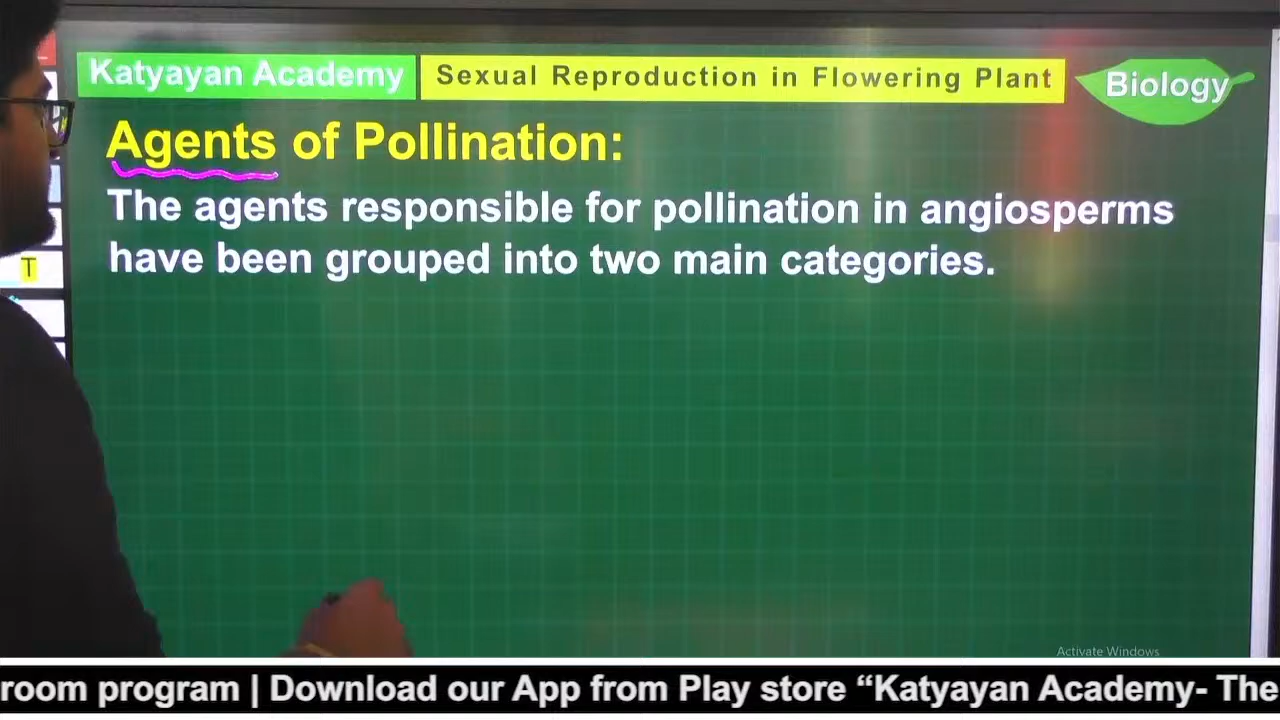 Katyayan Academy
Sexual Reproduction in Flowering Plant
Biology
Agents of Pollination:
The agents responsible for pollination in angiosperms
have been grouped into two main categories.
T
Activate Windows
room program | Download our App from Play store “Katyayan Academy- The